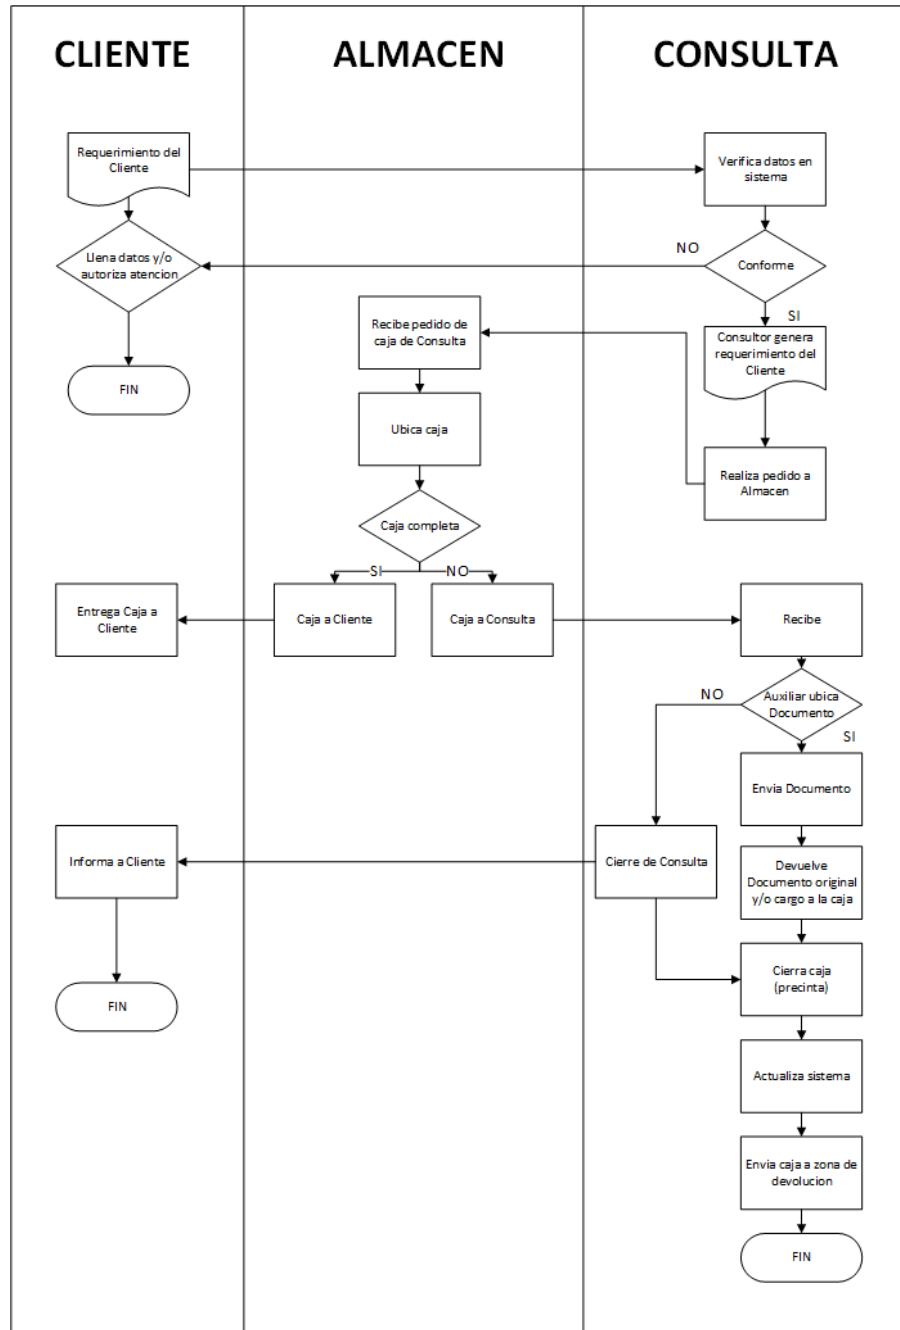 CLIENTE
ALMACEN
CONSULTA
Requerimiento del
Cliente
Verifica datos en
sistema
Llena datos y/o
autoriza atencion
NO
Conforme
SI
Recibe pedido de
caja de Consulta
Consultor genera
requerimiento del
Cliente
FIN
Ubica caja
Realiza pedido a
Almacen
Caja completa
SI
NO
Entrega Caja a
Cliente
Caja a Cliente
Caja a Consulta
Recibe
NO
Auxiliar ubica
Documento
SI
Envia Documento
Informa a Cliente
Cierre de Consulta
Devuelve
Documento original
y/o cargo a la caja
Cierra caja
(precinta)
FIN
Actualiza sistema
Envia caja a zona de
devolucion
FIN